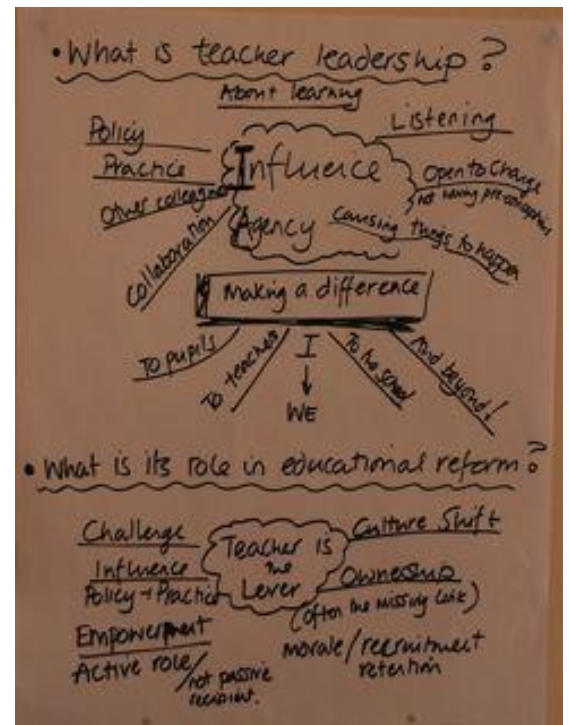 • What is teacher leadership?
About learning
Policy
Practice
Other colleagues
Collaboration
Influence
Agency
Listening
Open to Change
not having pre-conceptions
Causing things to happen
Making a difference
To pupils
To teachers
I
↓
WE
To the school
And beyond!
• What is its role in educational reform?
Challenge
Influence
Policy → Practice
Empowerment
Active role/
not passive
recipient.
Teacher is
the
Lever
Culture Shift
Ownership
(often the missing link)
morale/recruitment
retention